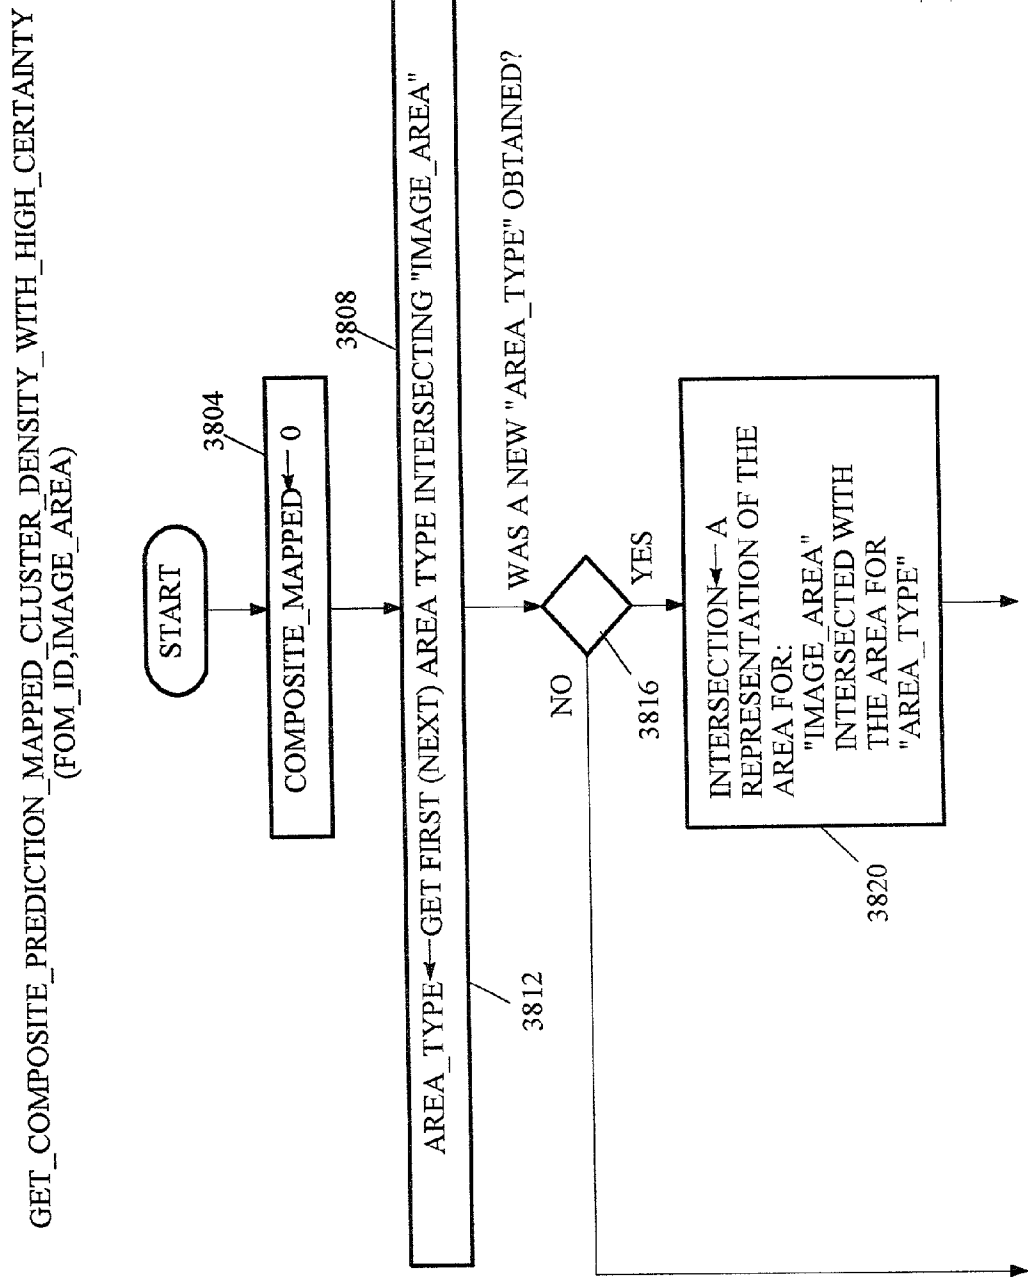 GET_COMPOSITE_PREDICTION_MAPPED_CLUSTER_DENSITY_WITH_HIGH_CERTAINTY
(FOM_ID,IMAGE_AREA)
START
3804
COMPOSITE_MAPPED ← 0
3808
AREA_TYPE ← GET FIRST (NEXT) AREA TYPE INTERSECTING "IMAGE_AREA"
3812
WAS A NEW "AREA_TYPE" OBTAINED?
NO
YES
3816
INTERSECTION ← A
REPRESENTATION OF THE
AREA FOR:
"IMAGE_AREA"
INTERSECTED WITH
THE AREA FOR
"AREA_TYPE"
3820